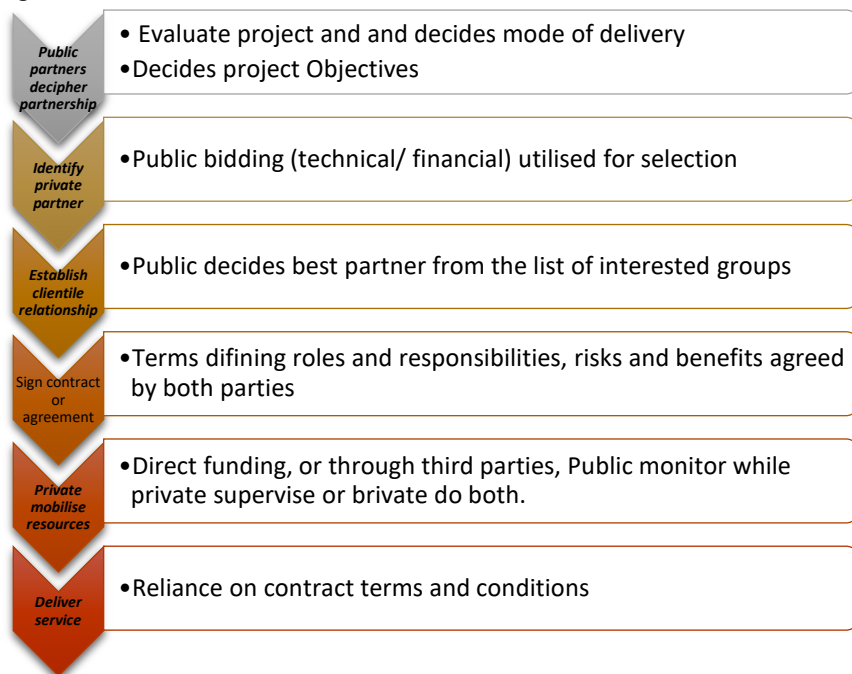 Public
partners
decipher
partnership
• Evaluate project and and decides mode of delivery
•Decides project Objectives
Identify
private
partner
•Public bidding (technical/ financial) utilised for selection
Establish
clientile
relationship
•Public decides best partner from the list of interested groups
Sign contract
or
agreement
•Terms difining roles and responsibilities, risks and benefits agreed
by both parties
Private
mobilise
resources
•Direct funding, or through third parties, Public monitor while
private supervise or brivate do both.
Deliver
service
•Reliance on contract terms and conditions